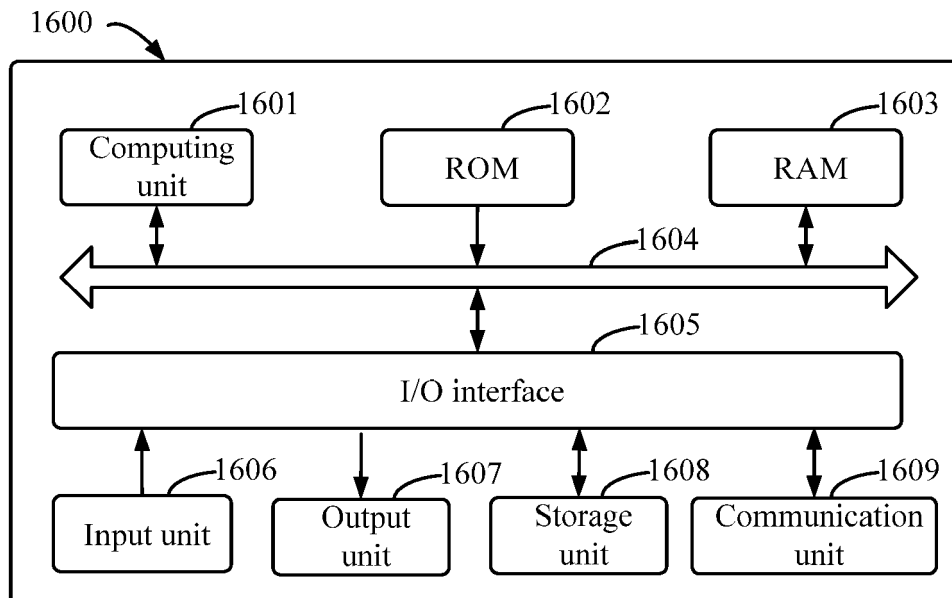 1600
1601
1602
1603
Computing
unit
ROM
RAM
1604
1605
I/O interface
1606
1607
1608
1609
Input unit
Output
unit
Storage
unit
Communication
unit